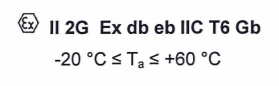 Ex II 2G Ex db eb IIC T6 Gb
-20 °C ≤ Ta ≤ +60 °C